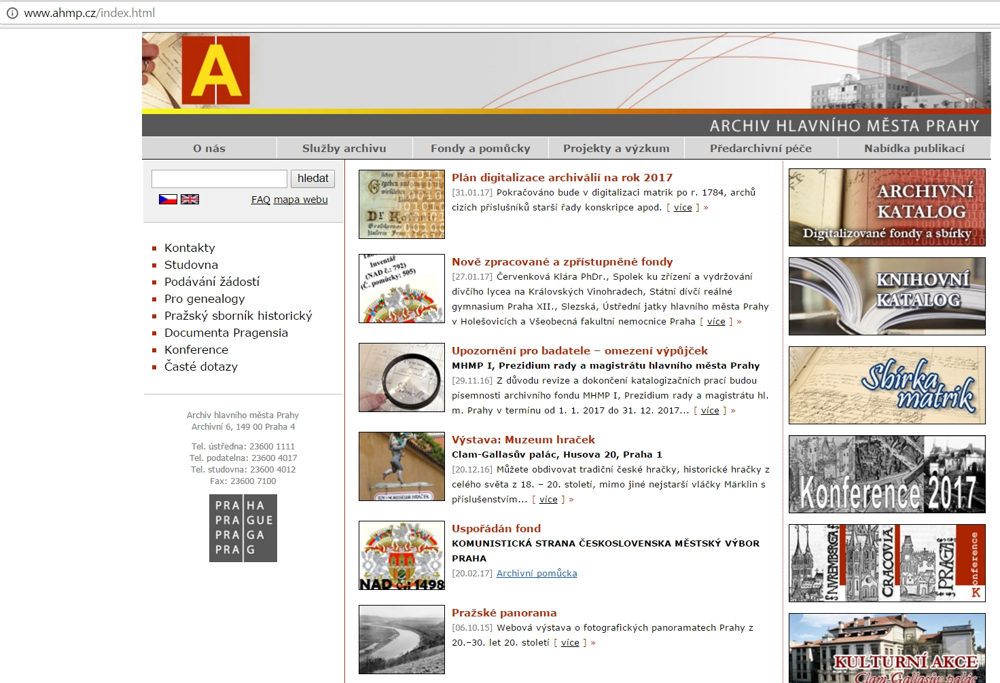 www.ahmp.cz/index.html
A
ARCHIV HLAVNÍHO MĚSTA PRAHY
O nás
Služby archivu
Fondy a pomůcky
Projekty a výzkum
Předarchivní péče
Nabídka publikací
hledat
FAQ mapa webu
Kontakty
Studovna
Podávání žádostí
Pro genealogy
Pražský sborník historický
Documenta Pragensia
Konference
Časté dotazy
Archiv hlavního města Prahy
Archivní 6, 149 00 Praha 4
Tel. ústředna: 23600 1111
Tel. podatelna: 23600 4017
Tel. studovna: 23600 4012
Fax: 23600 7100
PRAHA
PRAGUE
PRAGA
PRAG
Plán digitalizace archiválií na rok 2017
[31.01.17] Pokračováno bude v digitalizaci matrik po r. 1784, archů
cizích příslušníků starší řady konskripce apod. [ více ] »
Inventář
(NAD č.: 792)
(Č. pomůcky: 505)
Nově zpracované a zpřístupněné fondy
[27.01.17] Červenková Klára PhDr., Spolek ku zřízení a vydržování
dívčího lycea na Královských Vinohradech, Státní dívčí reálné
gymnasium Praha XII., Slezská, Ústřední jatky hlavního města Prahy
v Holešovicích a Všeobecná fakultní nemocnice Praha [ více ] »
Upozornění pro badatele – omezení výpůjček
MHMP I, Prezidium rady a magistrátu hlavního města Prahy
[29.11.16] Z důvodu revize a dokončení katalogizačních prací budou
písemnosti archivního fondu MHMP I, Prezidium rady a magistrátu hl.
m. Prahy v termínu od 1. 1. 2017 do 31. 12. 2017... [ více ] »
Výstava: Muzeum hraček
Clam-Gallasův palác, Husova 20, Praha 1
[20.12.16] Můžete obdivovat tradiční české hračky, historické hračky z
celého světa z 18. – 20. století, mimo jiné nejstarší vláčky Märklin s
příslušenstvím... [ více ] »
NAD č.: 1498
Uspořádán fond
KOMUNISTICKÁ STRANA ČESKOSLOVENSKA MĚSTSKÝ VÝBOR
PRAHA
[20.02.17] Archivní pomůcka
Pražské panorama
[06.10.15] Webová výstava o fotografických panoramatech Prahy z
20.–30. let 20. století [ více ] »
ARCHIVNÍ
KATALOG
Digitalizované fondy a sbírky
KNIHOVNÍ
KATALOG
Sbírka
matrik
Konference 2017
NVREMBERGA
CRACOVIA
PRAGA
Konference
KULTURNÍ AKCE
Clam-Gallasův palác